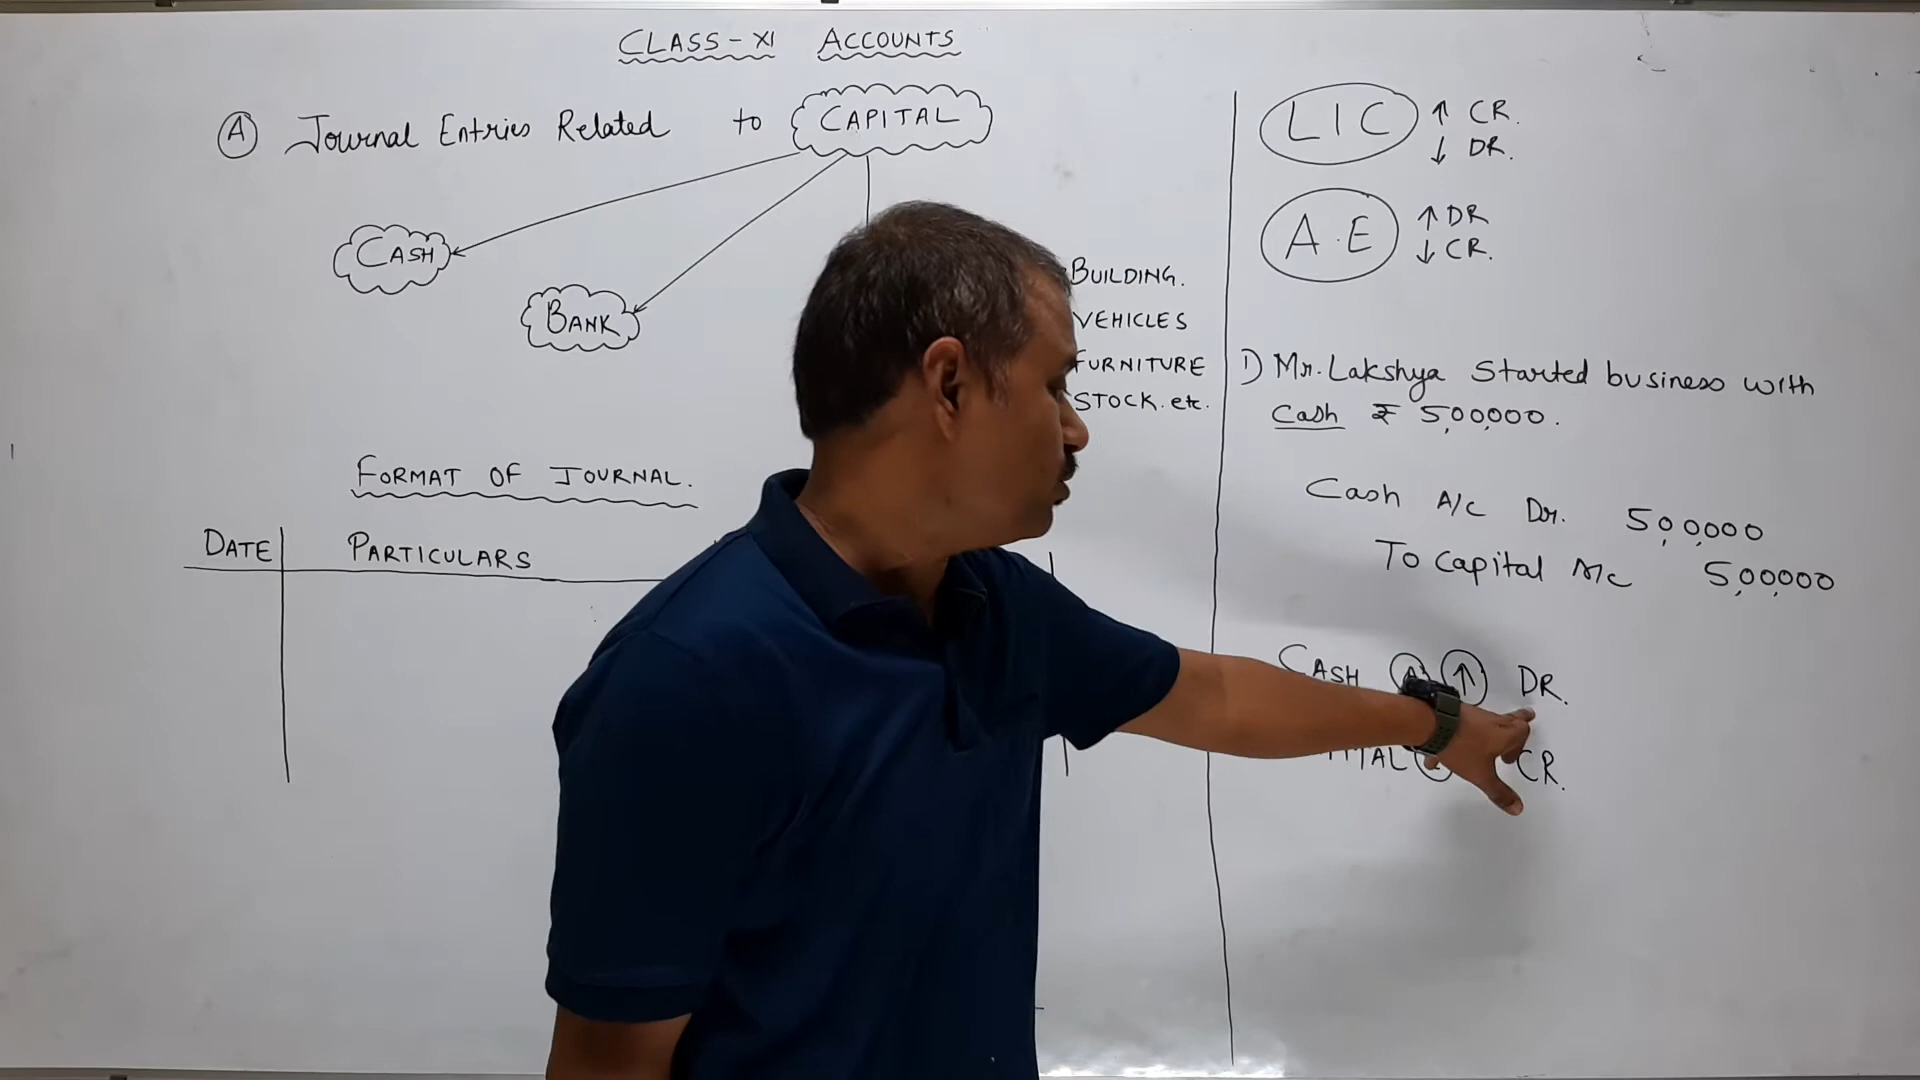 CLASS-XI ACCOUNTS
(A) Journal Entries Related to CAPITAL
CASH
BANK
BUILDING.
VEHICLES
FURNITURE
STOCK. etc.
FORMAT OF JOURNAL.
DATE PARTICULARS
LIC ↑ CR.
↓ DR.
A.E ↑ DR
↓ CR.
1) Mr. Lakshya Started business with
Cash ₹ 5,00,000.
Cash A/c Dr. 5,00,000
To Capital A/c 5,00,000
CASH ↑ DR.
CR.